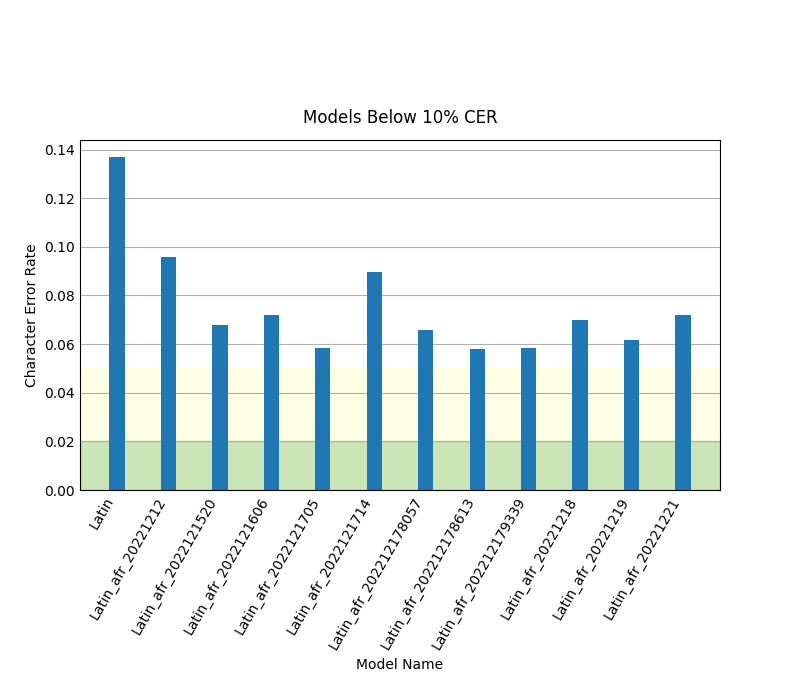 Models Below 10% CER
Character Error Rate
0.14
0.12
0.10
0.08
0.06
0.04
0.02
0.00
Latin
Latin_afr_20221212
Latin_afr_2022121520
Latin_afr_2022121606
Latin_afr_2022121705
Latin_afr_2022121714
Latin_afr_202212178057
Latin_afr_202212178613
Latin_afr_202212179339
Latin_afr_20221218
Latin_afr_20221219
Latin_afr_20221221
Model Name